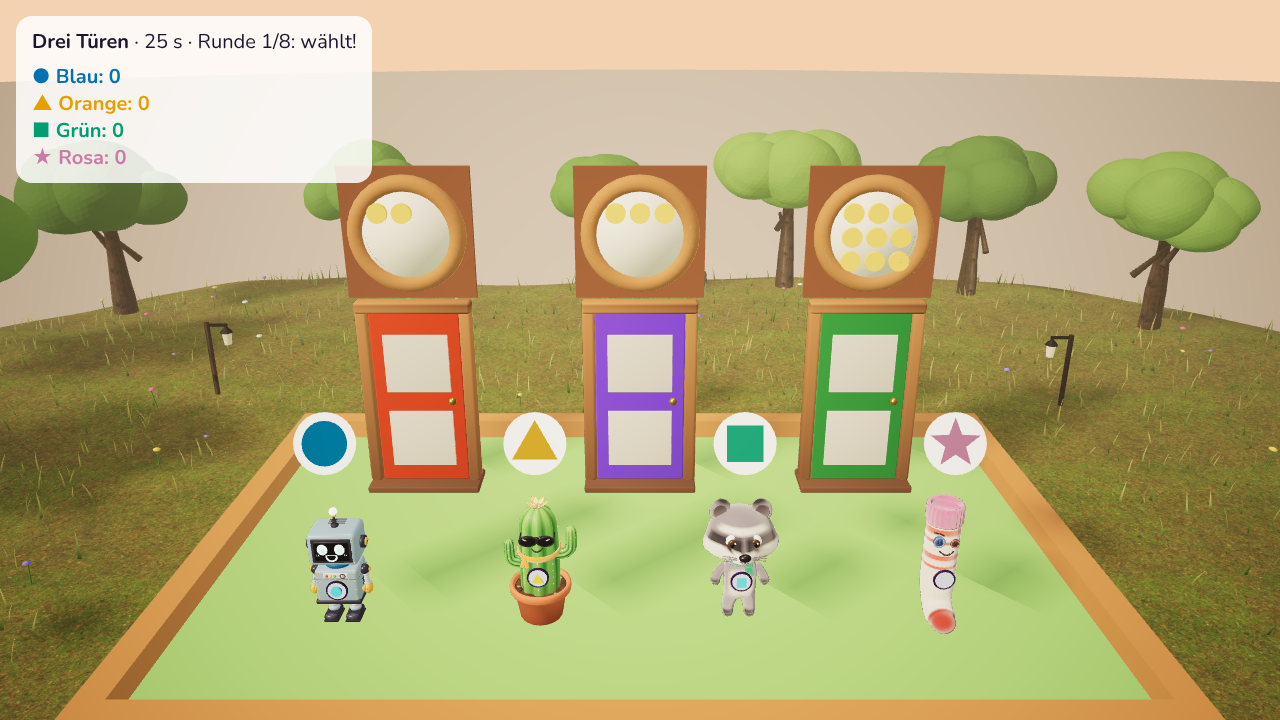 Drei Türen · 25 s · Runde 1/8: wählt!
Blau: 0
Orange: 0
Grün: 0
Rosa: 0